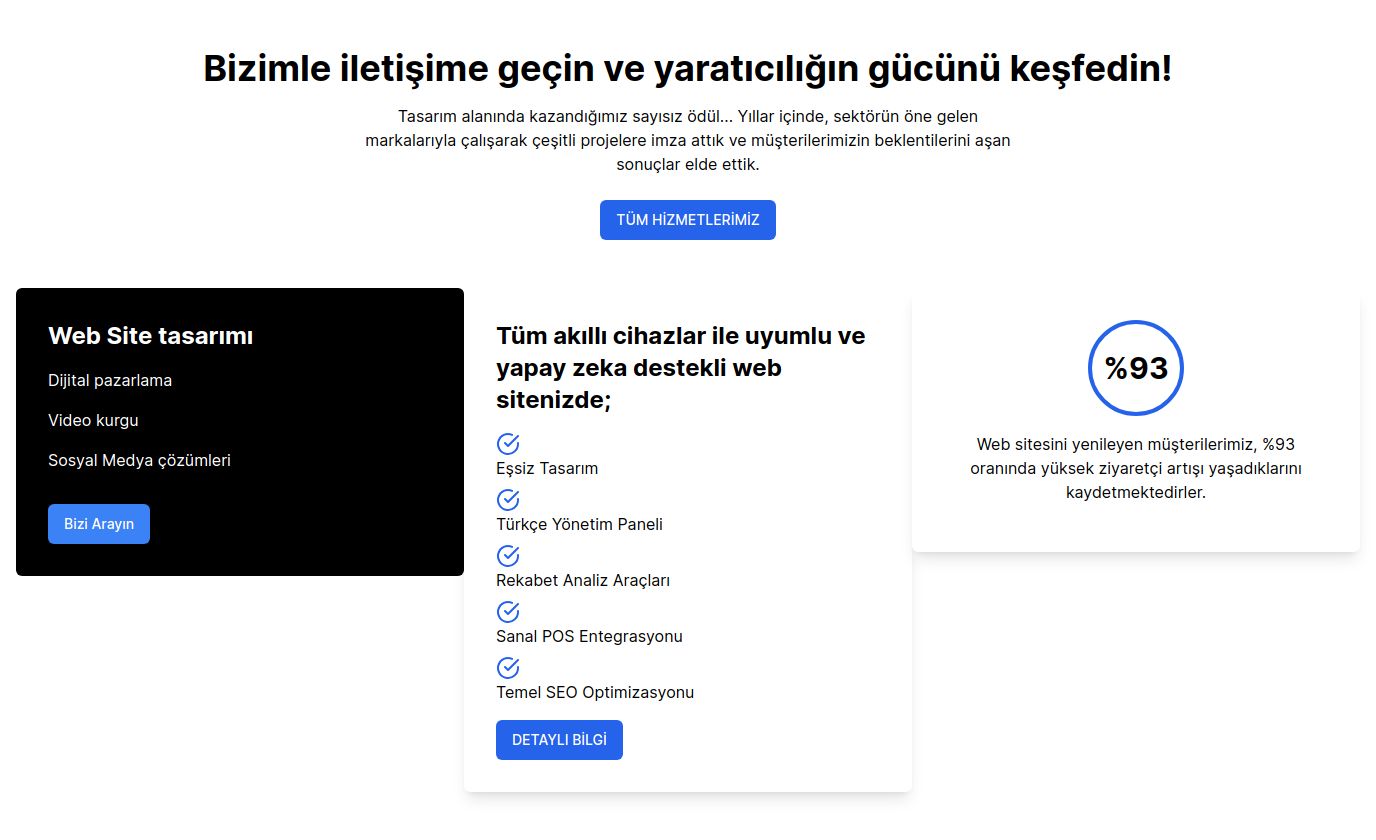 Bizimle iletişime geçin ve yaratıcılığın gücünü keşfedin!
Tasarım alanında kazandığımız sayısız ödül... Yıllar içinde, sektörün öne gelen
markalarıyla çalışarak çeşitli projelere imza attık ve müşterilerimizin beklentilerini aşan
sonuçlar elde ettik.
TÜM HİZMETLERİMİZ
Web Site tasarımı
Dijital pazarlama
Video kurgu
Sosyal Medya çözümleri
Bizi Arayın
Tüm akıllı cihazlar ile uyumlu ve
yapay zeka destekli web
sitenizde;
Eşsiz Tasarım
Türkçe Yönetim Paneli
Rekabet Analiz Araçları
Sanal POS Entegrasyonu
Temel SEO Optimizasyonu
DETAYLI BİLGİ
%93
Web sitesini yenileyen müşterilerimiz, %93
oranında yüksek ziyaretçi artışı yaşadıklarını
kaydetmektedirler.